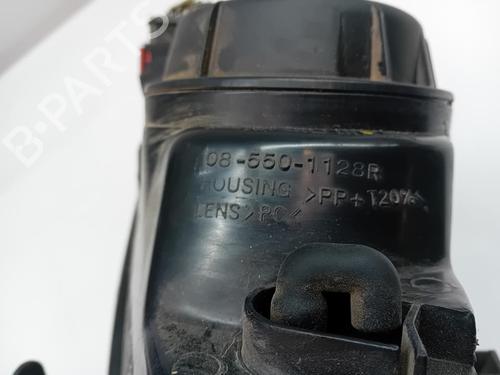 B-PARTS
08-550-1128R
HOUSING >PP+T20%<
LENS>PC<